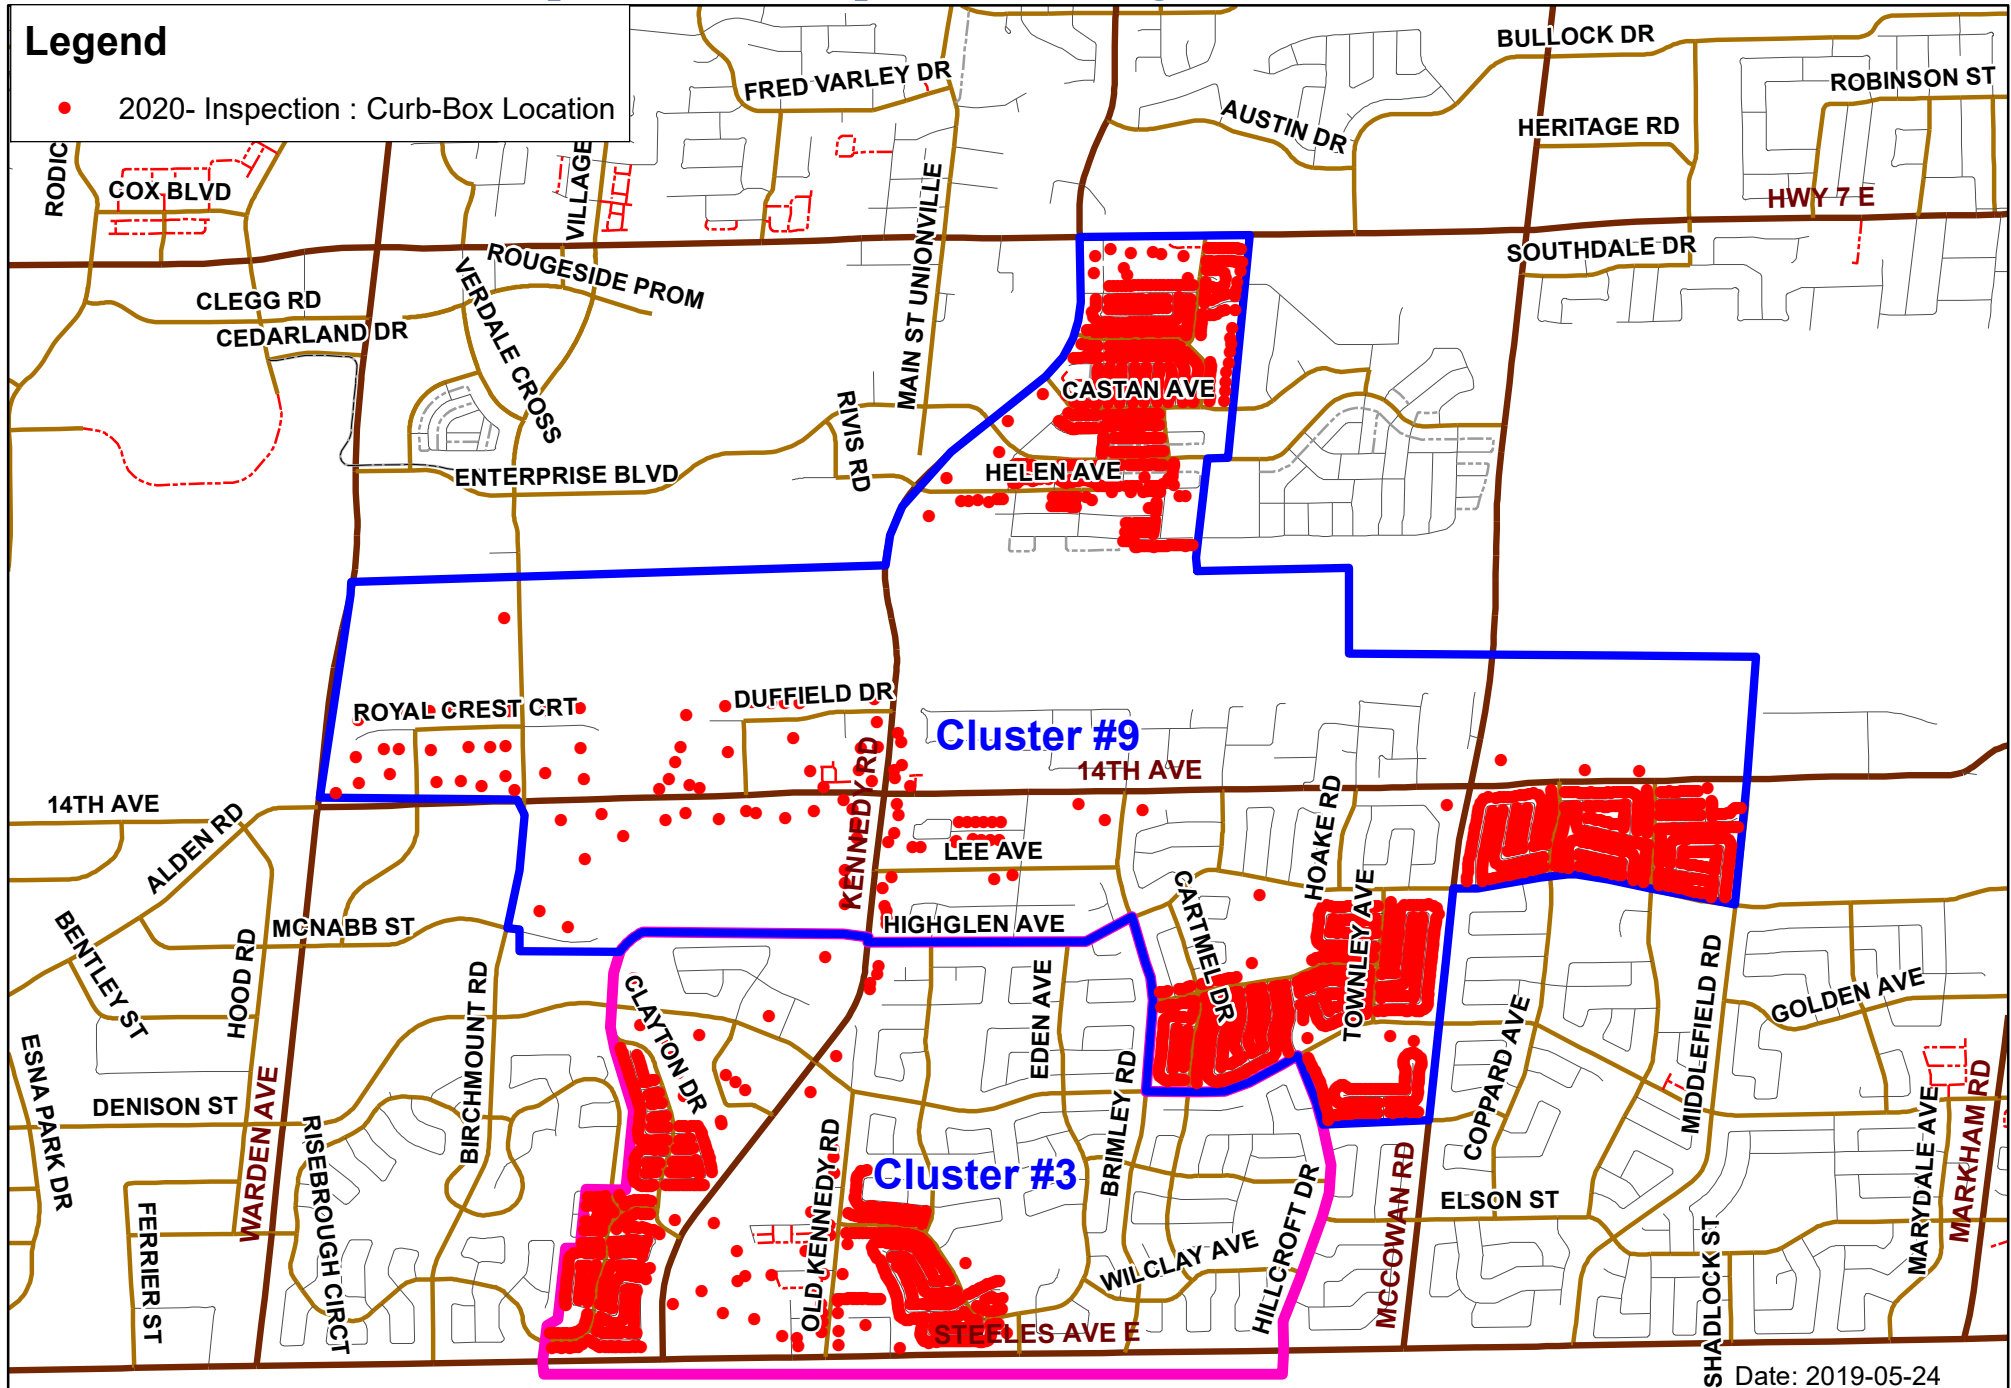 Legend
2020- Inspection : Curb-Box Location
FRED VARLEY DR
BULLOCK DR
ROBINSON ST
AUSTIN DR
HERITAGE RD
RODIC
COX BLVD
VILLAGE
MAIN ST UNIONVILLE
HWY 7 E
SOUTHDALE DR
ROUGESIDE PROM
CLEGG RD
CEDARLAND DR
VERDALE CROSS
CASTAN AVE
RIVIS RD
HELEN AVE
ENTERPRISE BLVD
ROYAL CREST CRT
DUFFIELD DR
Cluster #9
KENNEDY RD
14TH AVE
14TH AVE
ALDEN RD
HOAKE RD
LEE AVE
CARTMEL DR
TOWNLEY AVE
MCNABB ST
HIGHGLEN AVE
BENTLEY ST
HOOD RD
BIRCHMOUNT RD
CLAYTON DR
EDEN AVE
COPPARD AVE
MIDDLEFIELD RD
GOLDEN AVE
ESNA PARK DR
DENISON ST
WARDEN AVE
RISEBROUGH CIRCT
OLD KENNEDY RD
BRIMLEY RD
MARYDALE AVE
MARKHAM RD
Cluster #3
ELSON ST
HILLCROFT DR
MCCOWAN RD
FERRIER ST
WILCLAY AVE
SHADLOCK ST
STEELES AVE E
Date: 2019-05-24